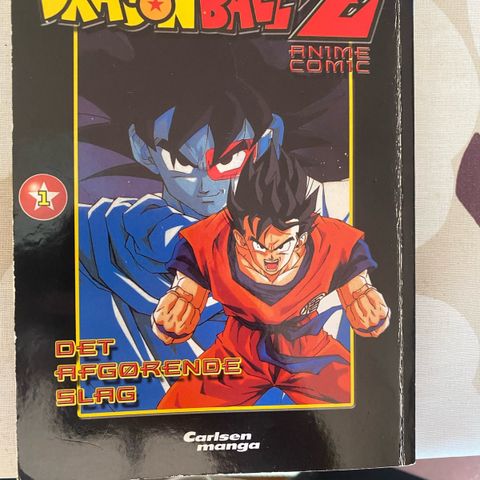 DRAGON BALL Z
ANIME
COMIC
1
DET
AFGØRENDE
SLAG
Carlsen
manga